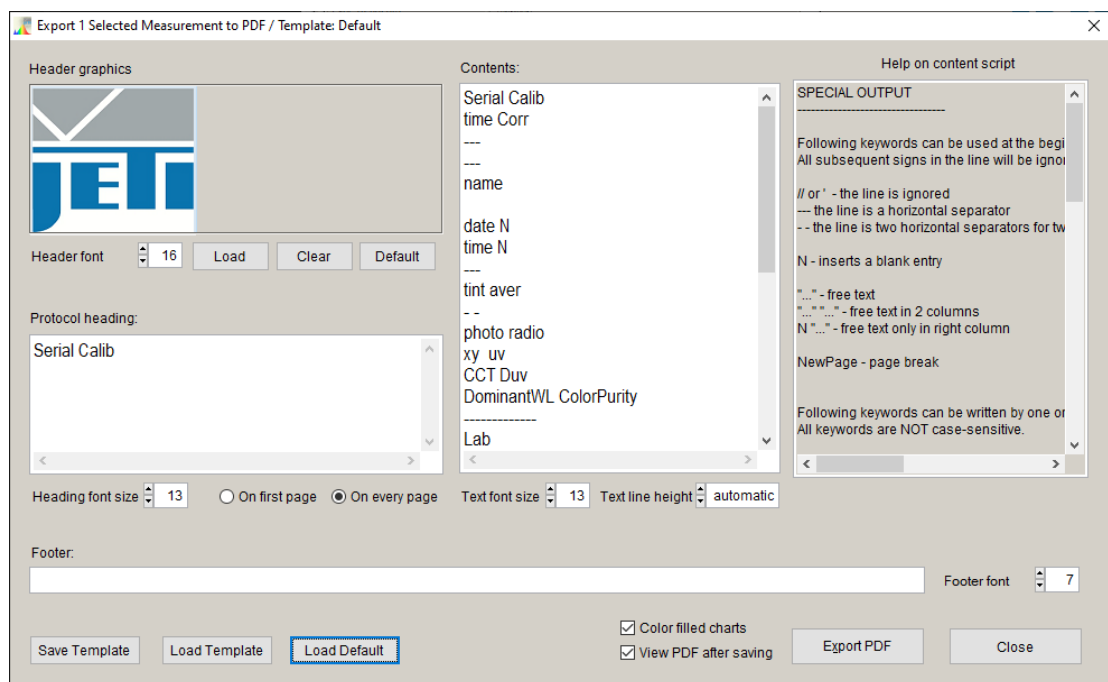 Export 1 Selected Measurement to PDF / Template: Default
Header graphics
JETI
Header font 16 Load Clear Default
Protocol heading:
Serial Calib
Heading font size 13 On first page On every page
Contents:
Serial Calib
time Corr
---
---
name
date N
time N
---
tint aver
- -
photo radio
xy uv
CCT Duv
DominantWL ColorPurity
-------------
Lab
Text font size 13 Text line height automatic
Help on content script
SPECIAL OUTPUT
---------------------------------
Following keywords can be used at the begi
All subsequent signs in the line will be ignor
// or ' - the line is ignored
--- the line is a horizontal separator
- - the line is two horizontal separators for tw
N - inserts a blank entry
"..." - free text
"..." "..." - free text in 2 columns
N "..." - free text only in right column
NewPage - page break
Following keywords can be written by one or
All keywords are NOT case-sensitive.
Footer:
Footer font 7
Save Template Load Template Load Default
Color filled charts
View PDF after saving
Export PDF Close